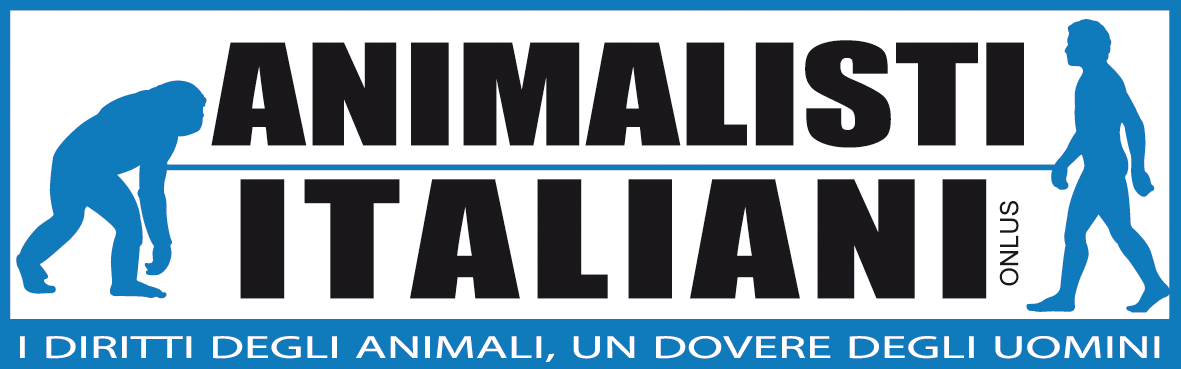 ANIMALISTI
ITALIANI
ONLUS
I DIRITTI DEGLI ANIMALI, UN DOVERE DEGLI UOMINI